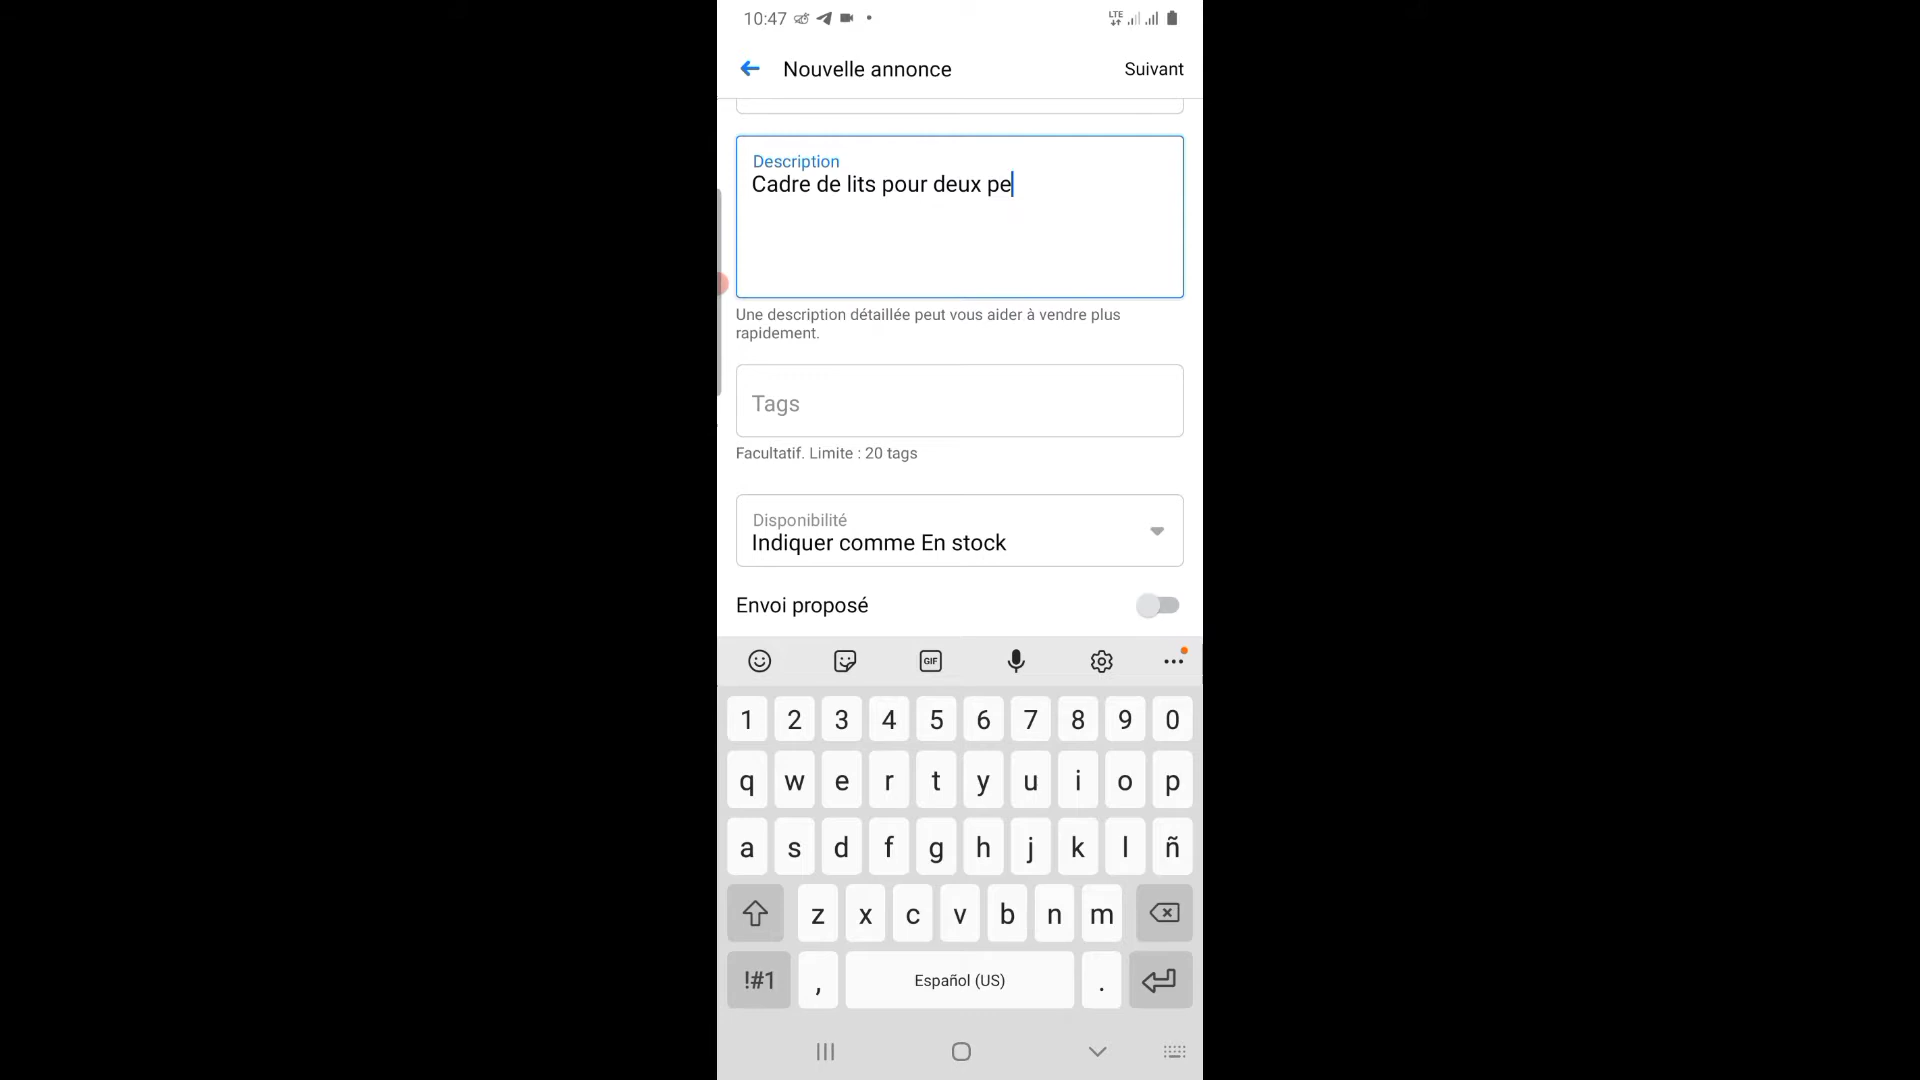 10:47
LTE
Nouvelle annonce
Suivant
Description
Cadre de lits pour deux pe
Une description détaillée peut vous aider à vendre plus
rapidement.
Tags
Facultatif. Limite : 20 tags
Disponibilité
Indiquer comme En stock
Envoi proposé
GIF
1 2 3 4 5 6 7 8 9 0
q w e r t y u i o p
a s d f g h j k l ñ
z x c v b n m
!#1 , Español (US) .